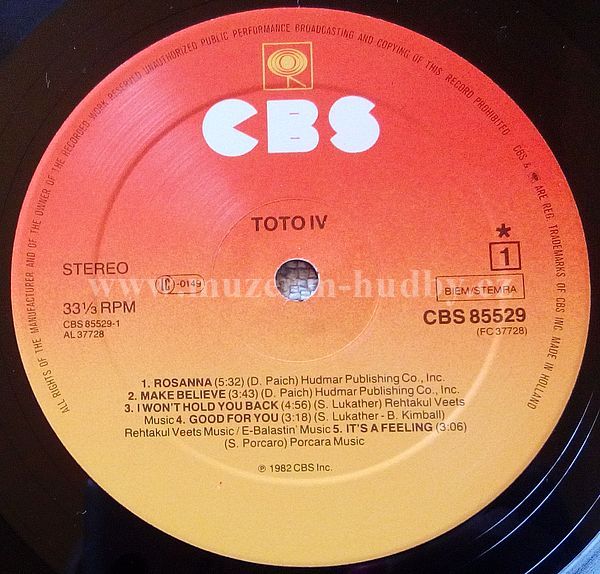 ALL RIGHTS OF THE MANUFACTURER AND OF THE OWNER OF THE RECORDED WORK RESERVED UNAUTHORIZED PUBLIC PERFORMANCE BROADCASTING AND COPYING OF THIS RECORD PROHIBITED
CBS & ARE REG. TRADEMARKS OF CBS INC. MADE IN HOLLAND
CBS
TOTO IV
*
1
STEREO
LC-0149
BIEM/STEMRA
33 1/3 RPM
CBS 85529
CBS 85529-1
(FC 37728)
AL 37728
1. ROSANNA (5:32) (D. Paich) Hudmar Publishing Co., Inc.
2. MAKE BELIEVE (3:43) (D. Paich) Hudmar Publishing Co., Inc.
3. I WON'T HOLD YOU BACK (4:56) (S. Lukather) Rehtakul Veets
Music 4. GOOD FOR YOU (3:18) (S. Lukather - B. Kimball)
Rehtakul Veets Music / E-Balastin' Music 5. IT'S A FEELING (3:06)
(S. Porcaro) Porcara Music
℗ 1982 CBS Inc.